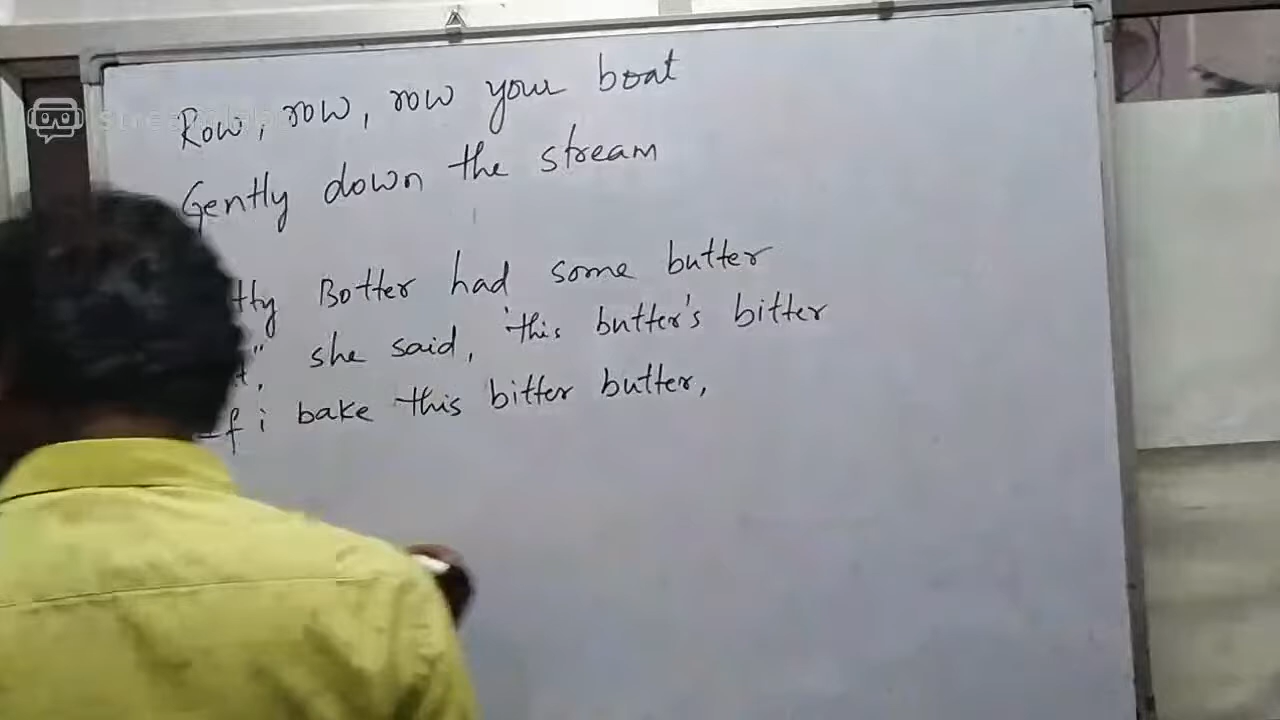 Row, row, row your boat
Gently down the stream
Botter had some butter
she said, 'this butter's bitter
i bake this bitter butter,